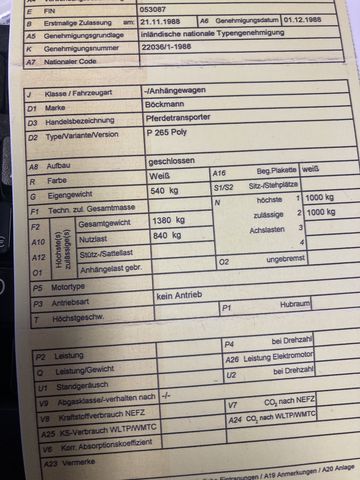 E FIN 053087
B Erstmalige Zulassung am: 21.11.1988 A6 Genehmigungsdatum 01.12.1988
A5 Genehmigungsgrundlage inländische nationale Typengenehmigung
K Genehmigungsnummer 22036/1-1988
A7 Nationaler Code
J Klasse / Fahrzeugart -/Anhängewagen
D1 Marke Böckmann
D3 Handelsbezeichnung Pferdetransporter
D2 Type/Variante/Version P 265 Poly
A8 Aufbau geschlossen
R Farbe Weiß A16 Beg.Plakette weiß
G Eigengewicht 540 kg S1/S2 Sitz-/Stehplätze
F1 Techn. zul. Gesamtmasse N höchste 1 1000 kg
F2 Höchste(s) zulässige(s) Gesamtgewicht 1380 kg zulässige 2 1000 kg
A10 Nutzlast 840 kg Achslasten 3
A12 Stütz-/Sattellast 4
O1 Anhängelast gebr. O2 ungebremst
P5 Motortype
P3 Antriebsart kein Antrieb
T Höchstgeschw. P1 Hubraum
P2 Leistung P4 bei Drehzahl
Q Leistung/Gewicht A26 Leistung Elektromotor
U1 Standgeräusch U2 bei Drehzahl
V9 Abgasklasse/-verhalten nach -/-
V8 Kraftstoffverbrauch NEFZ V7 CO₂ nach NEFZ
A25 KS-Verbrauch WLTP/WMTC A24 CO₂ nach WLTP/WMTC
V6 Korr. Absorptionskoeffizient
A23 Vermerke
Eintragungen / A19 Anmerkungen / A20 Anlage